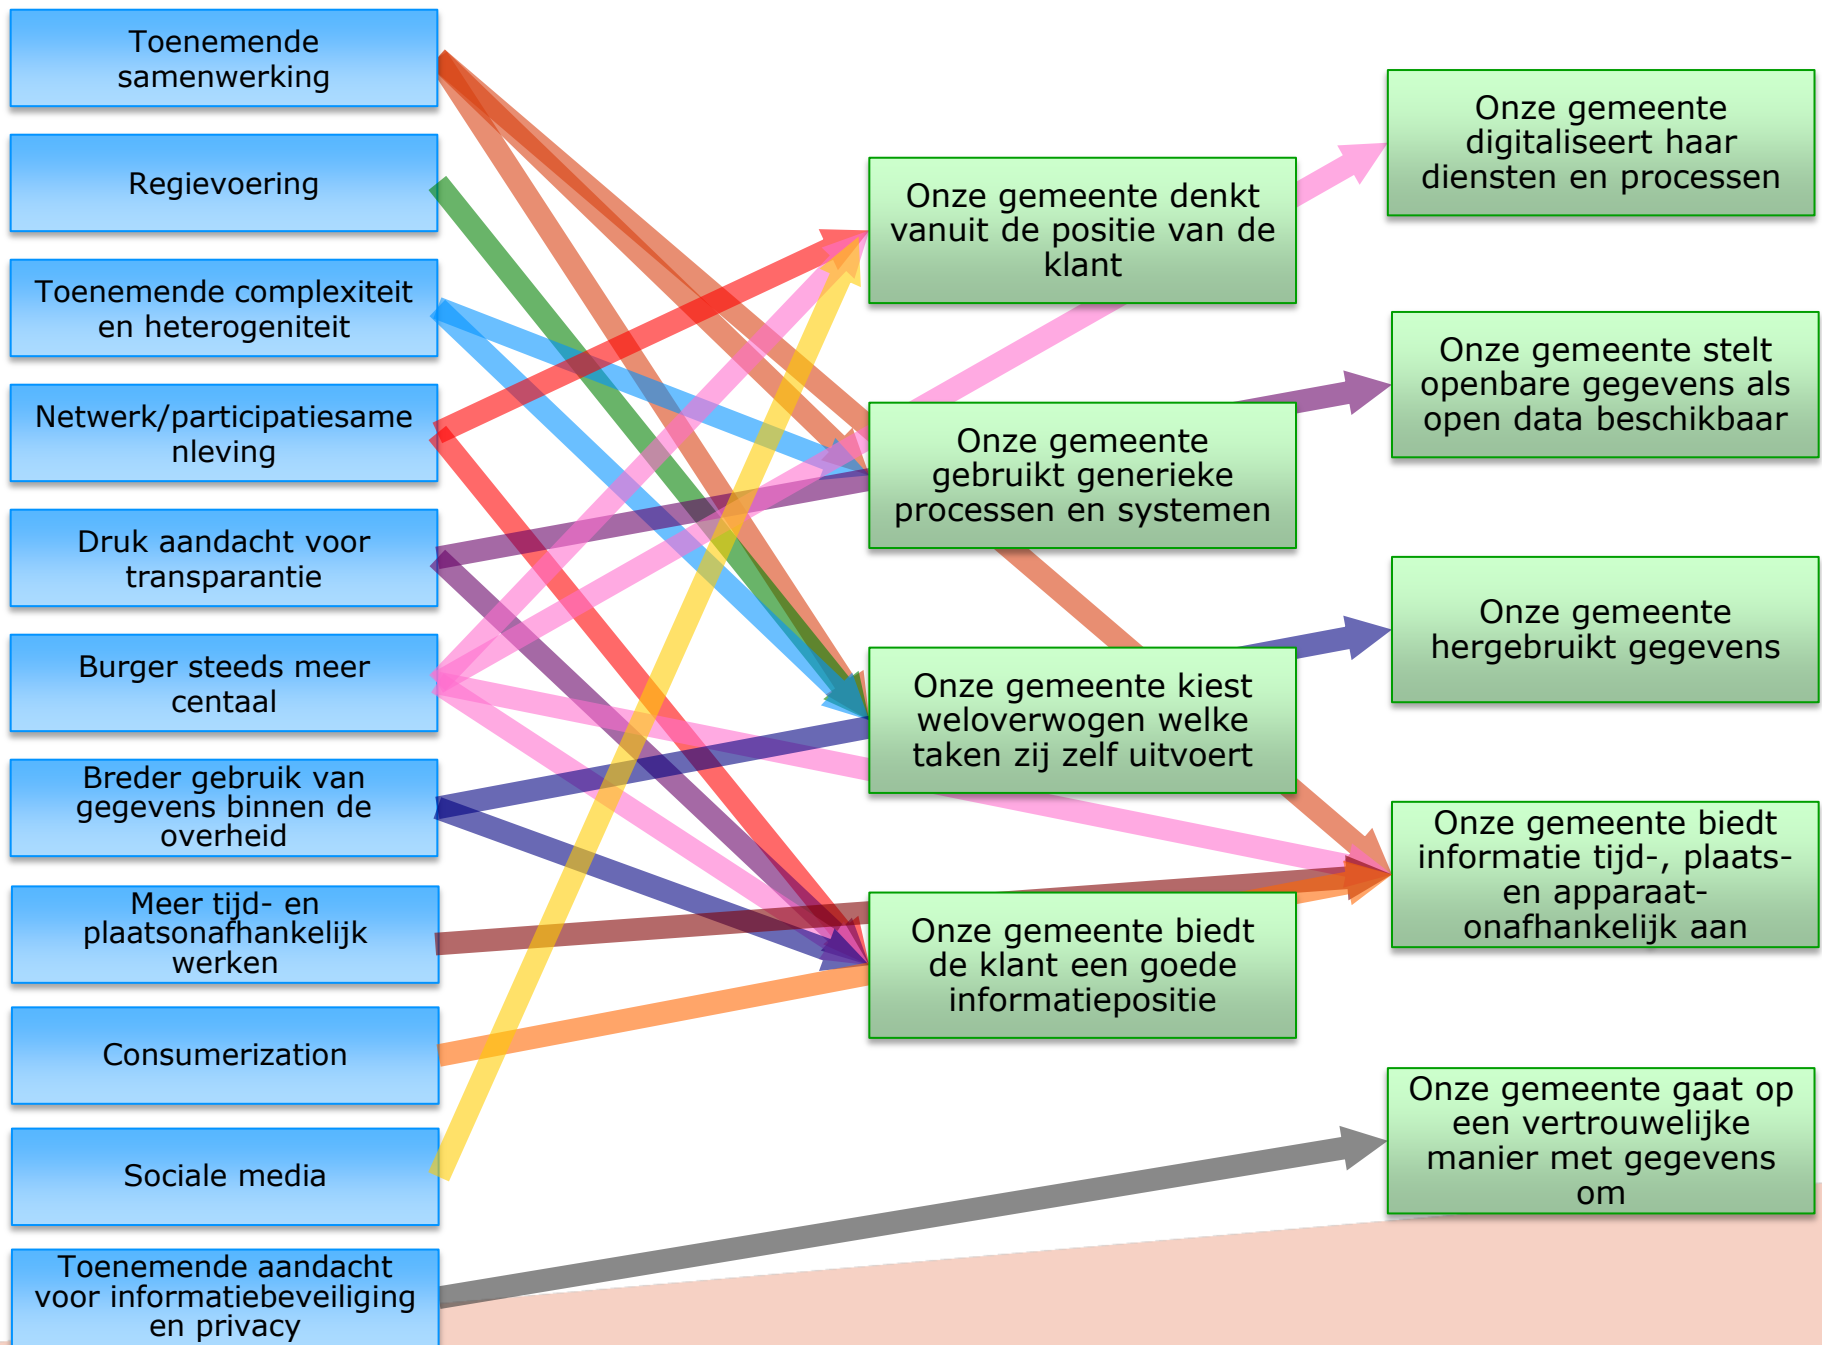 Toenemende
samenwerking
Regievoering
Toenemende complexiteit
en heterogeniteit
Netwerk/participatiesame
nleving
Druk aandacht voor
transparantie
Burger steeds meer
centaal
Breder gebruik van
gegevens binnen de
overheid
Meer tijd- en
plaatsonafhankelijk
werken
Consumerization
Sociale media
Toenemende aandacht
voor informatiebeveiliging
en privacy
Onze gemeente denkt
vanuit de positie van de
klant
Onze gemeente
gebruikt generieke
processen en systemen
Onze gemeente kiest
weloverwogen welke
taken zij zelf uitvoert
Onze gemeente biedt
de klant een goede
informatiepositie
Onze gemeente
digitaliseert haar
diensten en processen
Onze gemeente stelt
openbare gegevens als
open data beschikbaar
Onze gemeente
hergebruikt gegevens
Onze gemeente biedt
informatie tijd-, plaats-
en apparaat-
onafhankelijk aan
Onze gemeente gaat op
een vertrouwelijke
manier met gegevens
om